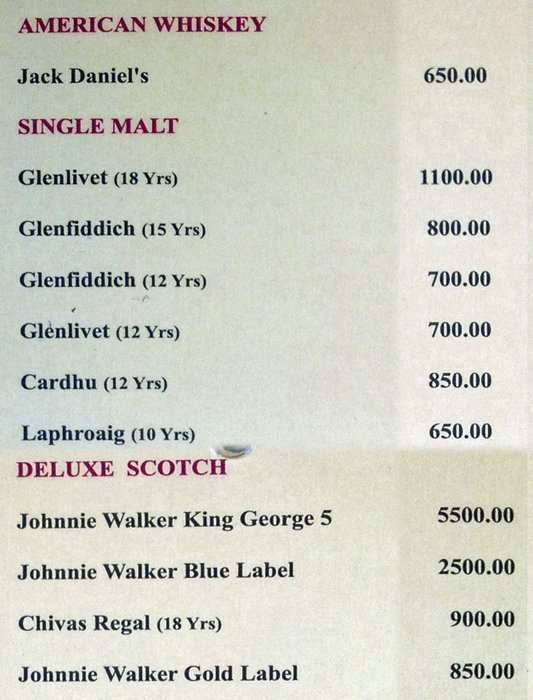 AMERICAN WHISKEY
Jack Daniel's 650.00
SINGLE MALT
Glenlivet (18 Yrs) 1100.00
Glenfiddich (15 Yrs) 800.00
Glenfiddich (12 Yrs) 700.00
Glenlivet (12 Yrs) 700.00
Cardhu (12 Yrs) 850.00
Laphroaig (10 Yrs) 650.00
DELUXE SCOTCH
Johnnie Walker King George 5 5500.00
Johnnie Walker Blue Label 2500.00
Chivas Regal (18 Yrs) 900.00
Johnnie Walker Gold Label 850.00